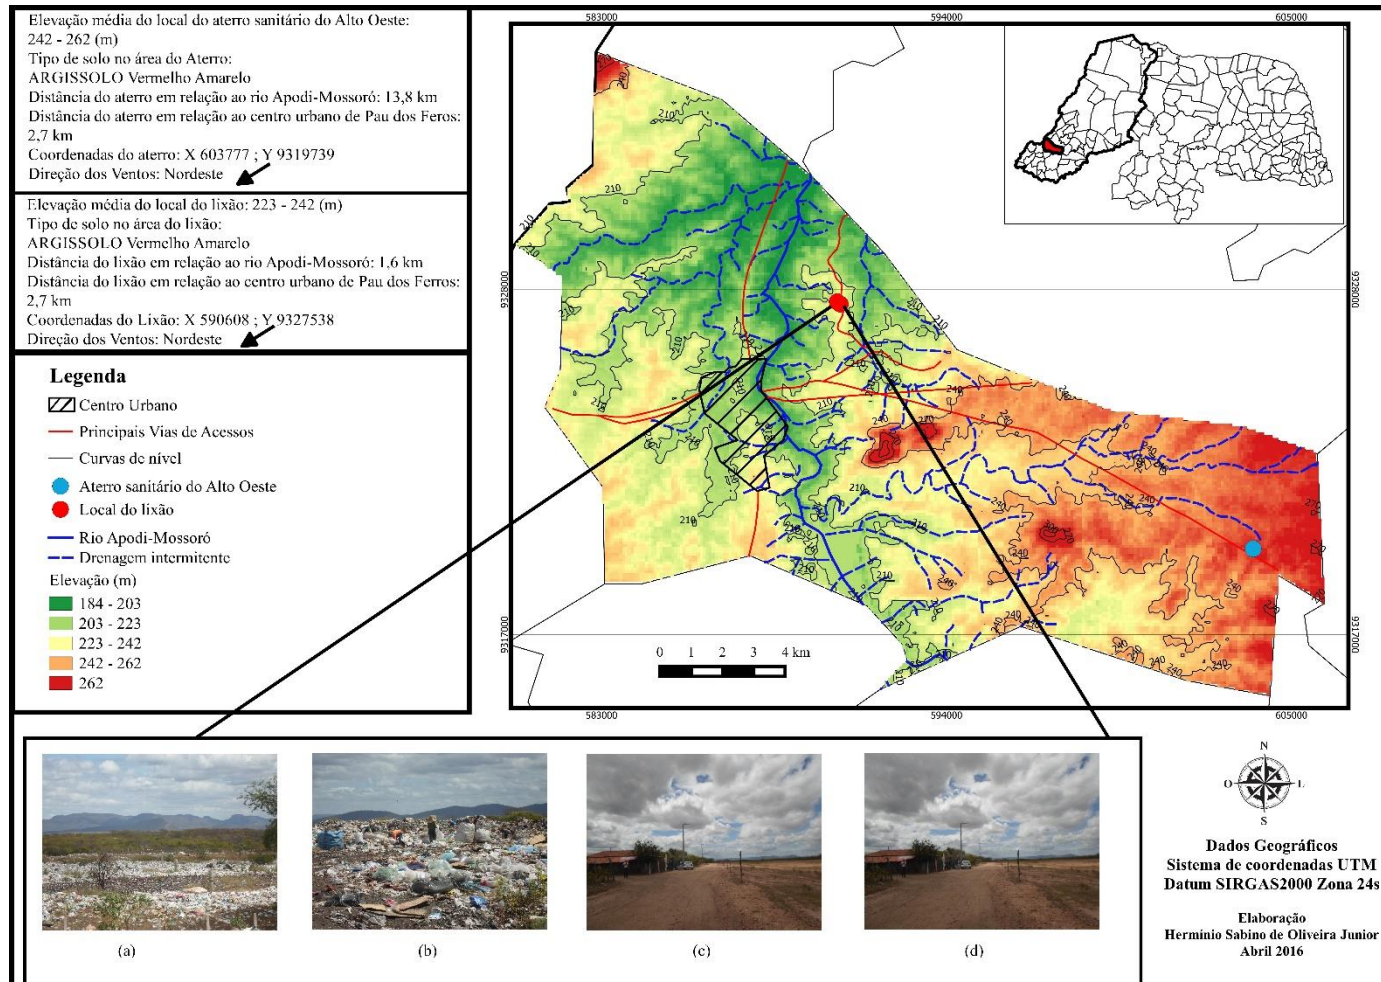 Elevação média do local do aterro sanitário do Alto Oeste:
242 - 262 (m)
Tipo de solo no área do Aterro:
ARGISSOLO Vermelho Amarelo
Distância do aterro em relação ao rio Apodi-Mossoró: 13,8 km
Distância do aterro em relação ao centro urbano de Pau dos Feros:
2,7 km
Coordenadas do aterro: X 603777 ; Y 9319739
Direção dos Ventos: Nordeste
Elevação média do local do lixão: 223 - 242 (m)
Tipo de solo no área do lixão:
ARGISSOLO Vermelho Amarelo
Distância do lixão em relação ao rio Apodi-Mossoró: 1,6 km
Distância do lixão em relação ao centro urbano de Pau dos Ferros:
2,7 km
Coordenadas do Lixão: X 590608 ; Y 9327538
Direção dos Ventos: Nordeste
Legenda
Centro Urbano
Principais Vias de Acessos
Curvas de nível
Aterro sanitário do Alto Oeste
Local do lixão
Rio Apodi-Mossoró
Drenagem intermitente
Elevação (m)
184 - 203
203 - 223
223 - 242
242 - 262
262
583000 594000 605000
9328000 9328000
9317000 9317000
0 1 2 3 4 km
583000 594000 605000
(a) (b) (c) (d)
N
O L
S
Dados Geográficos
Sistema de coordenadas UTM
Datum SIRGAS2000 Zona 24s
Elaboração
Hermínio Sabino de Oliveira Junior
Abril 2016